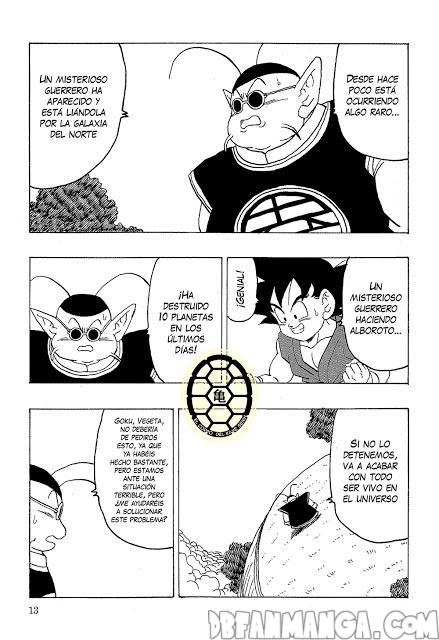 DESDE HACE
POCO ESTÁ
OCURRIENDO
ALGO RARO...
UN MISTERIOSO
GUERRERO HA
APARECIDO Y
ESTÁ LIÁNDOLA
POR LA GALAXIA
DEL NORTE
UN
MISTERIOSO
GUERRERO
HACIENDO
ALBOROTO...
¡GENIAL!
¡HA
DESTRUIDO
10 PLANETAS
EN LOS
ÚLTIMOS
DÍAS!
亀
SI NO LO
DETENEMOS,
VA A ACABAR
CON TODO
SER VIVO EN
EL UNIVERSO
GOKU, VEGETA,
NO DEBERÍA
DE PEDIROS
ESTO, YA QUE
YA HABÉIS
HECHO BASTANTE,
PERO ESTAMOS
ANTE UNA
SITUACIÓN
TERRIBLE, PERO
¿ME AYUDARÉIS
A SOLUCIONAR
ESTE PROBLEMA?
13
DBFANMANGA.COM